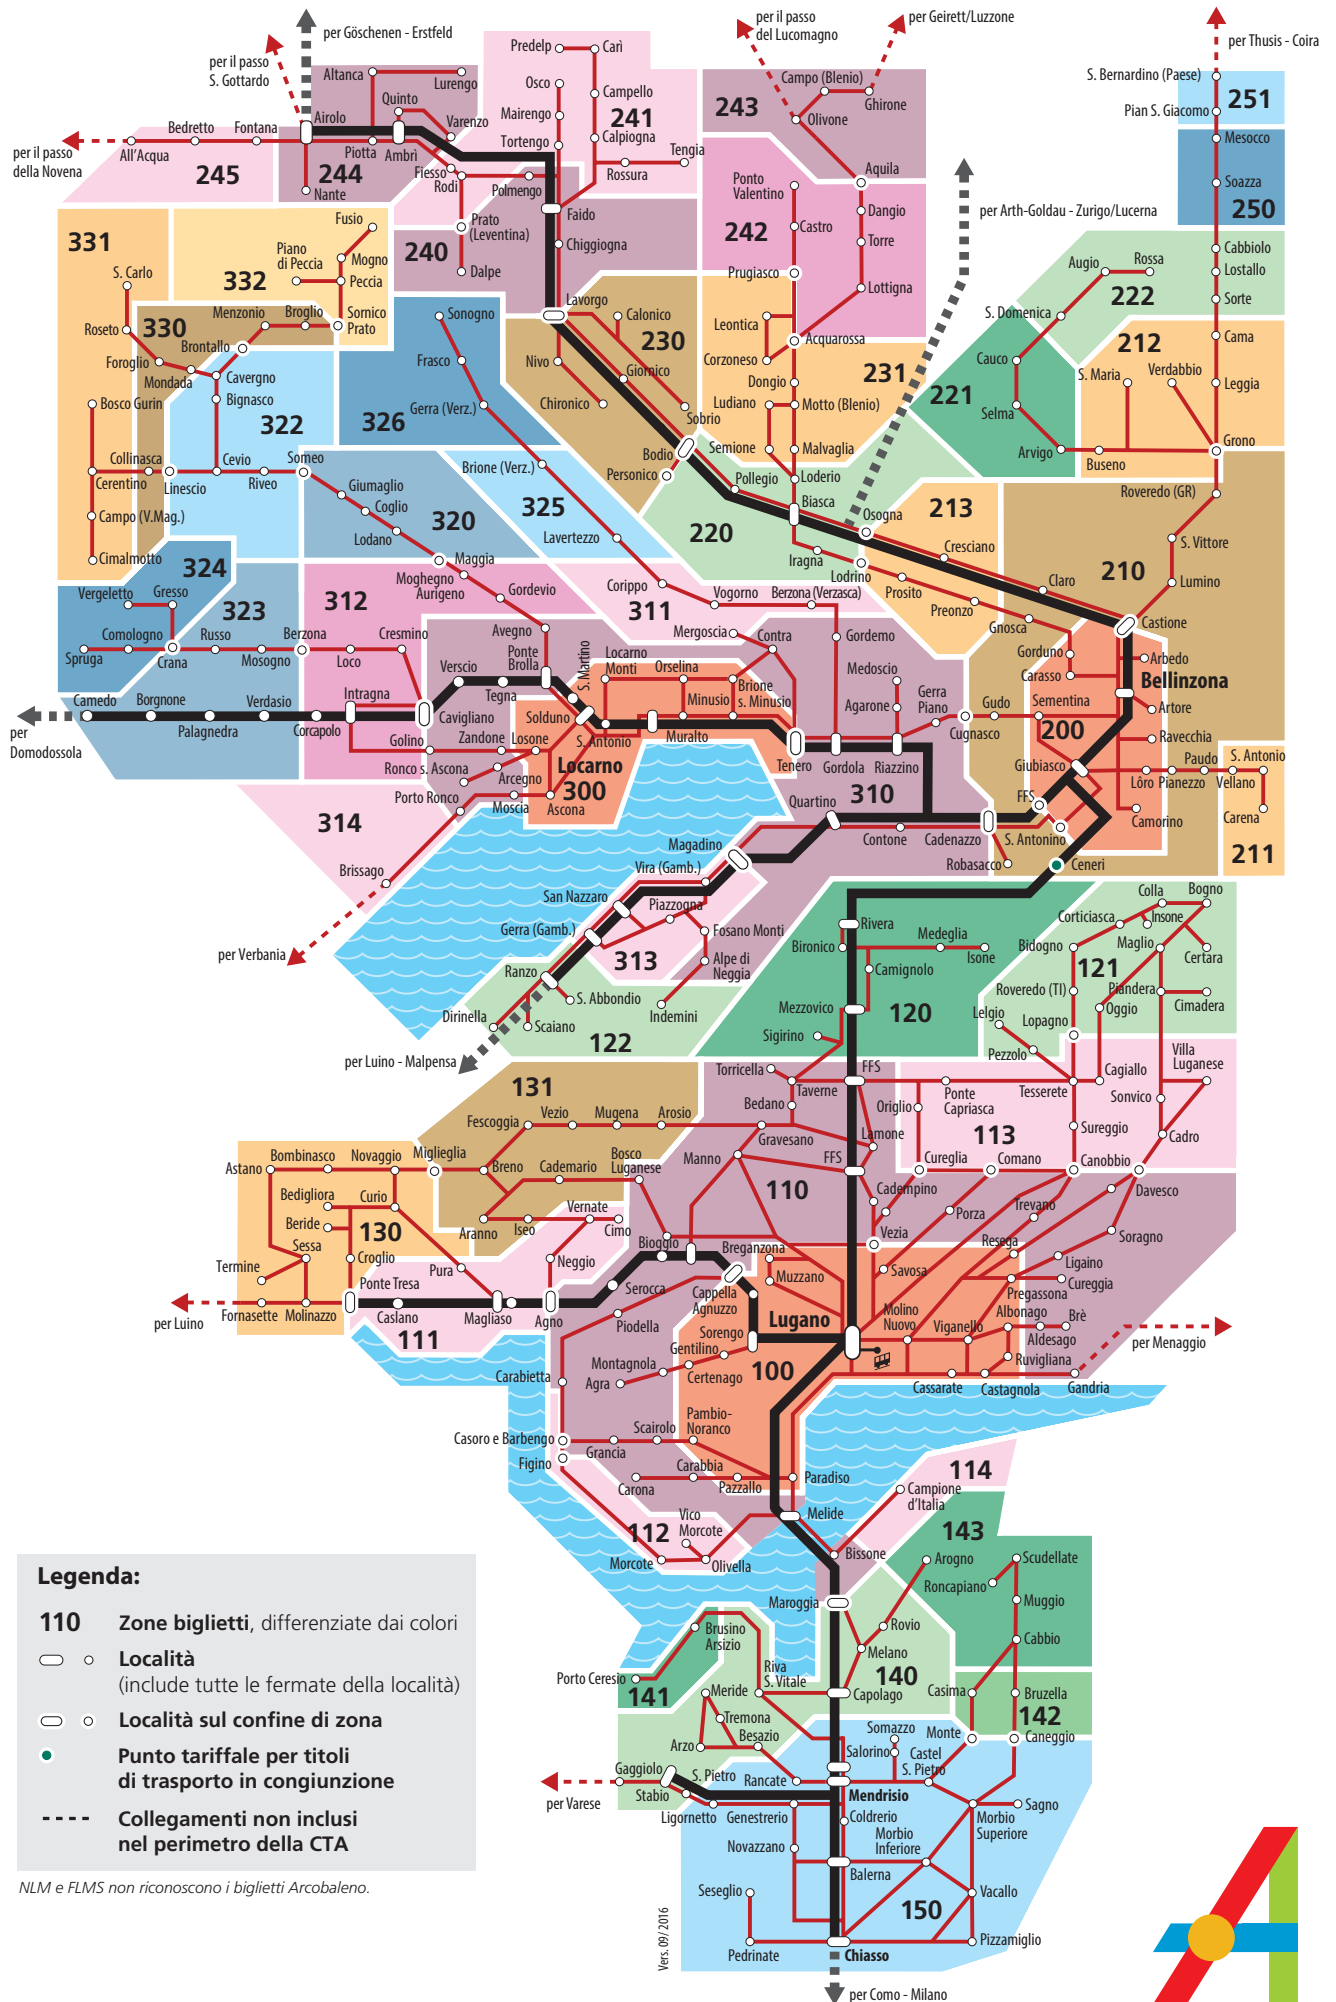 per Göschenen - Erstfeld
per il passo
S. Gottardo
per il passo
del Lucomagno
per Geirett/Luzzone
per Thusis - Coira
Predelp
Carì
Altanca
Lurengo
Osco
Campello
241
Quinto
Mairengo
Varenzo
Airolo
Tortengo
Calpiogna
Tengia
Rossura
Bedretto
Fontana
All'Acqua
per il passo
della Novena
245
244
Piotta
Ambrì
Nante
Fiesso
Rodi
Polmengo
Faido
Prato
(Leventina)
Chiggiogna
240
Dalpe
243
Campo (Blenio)
Ghirone
Olivone
Aquila
Ponto
Valentino
Castro
242
Dangio
Torre
Prugiasco
Lottigna
per Arth-Goldau - Zurigo/Lucerna
S. Bernardino (Paese)
251
Pian S. Giacomo
Mesocco
Soazza
250
Cabbiolo
Lostallo
Sorte
Augio
Rossa
222
S. Domenica
331
S. Carlo
Fusio
Piano
di Peccia
Mogno
Peccia
332
Sornico
Prato
Broglio
Menzonio
330
Roseto
Brontallo
Foroglio
Mondada
Cavergno
Bignasco
Bosco Gurin
322
Collinasca
Cerentino
Linescio
Cevio
Riveo
Someo
Campo (V.Mag.)
Cimalmotto
Giumaglio
Coglio
Lodano
320
Maggia
Sonogno
Frasco
Gerra (Verz.)
326
Brione (Verz.)
325
Lavertezzo
Lavorgo
Calonico
230
Nivo
Giornico
Chironico
Sobrio
Bodio
Personico
Leontica
Acquarossa
Corzoneso
Dongio
231
Ludiano
Motto (Blenio)
Semione
Malvaglia
Pollegio
Loderio
Biasca
220
Iragna
Lodrino
Osogna
213
Cresciano
Claro
Prosito
Preonzo
Gnosca
Cauco
221
Selma
Arvigo
212
S. Maria
Verdabbio
Cama
Leggia
Buseno
Grono
Roveredo (GR)
S. Vittore
Lumino
210
Castione
324
Vergeletto
Gresso
Comologno
Spruga
Crana
323
Russo
Mosogno
Berzona
Loco
312
Cresmino
Moghegno
Aurigeno
Gordevio
Avegno
Ponte
Brolla
Corippo
311
Vogorno
Berzona (Verzasca)
Mergoscia
Contra
Gordemo
Medoscio
Agarone
Gerra
Piano
Cugnasco
Gudo
Sementina
Gorduno
Carasso
Arbedo
Bellinzona
Artore
200
Ravecchia
Giubiasco
Paudo
S. Antonio
Lôro
Pianezzo
Vellano
Carena
Camorino
211
FFS
S. Antonino
Ceneri
Camedo
Borgnone
Palagnedra
Verdasio
Corcapolo
Intragna
per
Domodossola
Verscio
Tegna
Cavigliano
Golino
Zandone
Losone
Ronco s. Ascona
Arcegno
Porto Ronco
Moscia
Ascona
S. Martino
Solduno
S. Antonio
Locarno
300
Locarno
Monti
Orselina
Minusio
Brione
s. Minusio
Muralto
Tenero
Gordola
Riazzino
310
Quartino
Contone
Cadenazzo
Robasacco
314
Brissago
per Verbania
Magadino
Vira (Gamb.)
San Nazzaro
Piazzogna
Gerra (Gamb.)
Fosano Monti
313
Alpe di
Neggia
Ranzo
S. Abbondio
Indemini
Dirinella
Scaiano
122
per Luino - Malpensa
Rivera
Bironico
Medeglia
Isone
Camignolo
Mezzovico
120
Sigirino
Colla
Bogno
Corticiasca
Insone
Bidogno
Maglio
Certara
121
Roveredo (TI)
Piandera
Cimadera
Lelgio
Oggio
Lopagno
Pezzolo
Villa
Luganese
Torricella
FFS
Taverne
Bedano
Origlio
Ponte
Capriasca
Tesserete
Cagiallo
Sonvico
Gravesano
Lamone
113
Sureggio
Cadro
Manno
FFS
Cureglia
Comano
Canobbio
131
Vezio
Mugena
Arosio
Fescoggia
Bosco
Luganese
Miglieglia
Breno
Cademario
Astano
Bombinasco
Novaggio
Bedigliora
Curio
130
Beride
Aranno
Iseo
Vernate
Cimo
Sessa
Croglio
Neggio
Termine
Pura
Ponte Tresa
Fornasette
Molinazzo
per Luino
Caslano
Magliaso
Agno
111
110
Bioggio
Breganzona
Muzzano
Serocca
Cappella
Agnuzzo
Piodella
Lugano
Cadempino
Vezia
Porza
Trevano
Davesco
Resega
Soragno
Savosa
Ligaino
Cureggia
Pregassona
Molino
Nuovo
Viganello
Albonago
Brè
Aldesago
Ruvigliana
per Menaggio
Cassarate
Castagnola
Gandria
Sorengo
Gentilino
Montagnola
100
Agra
Certenago
Carabietta
Pambio-
Noranco
Casoro e Barbengo
Scairolo
Grancia
Figino
Carabbia
Carona
Pazzallo
Paradiso
Vico
Morcote
112
Melide
Morcote
Olivella
Bissone
114
Campione
d'Italia
143
Arogno
Scudellate
Roncapiano
Muggio
Cabbio
Maroggia
Rovio
Melano
140
Capolago
Casima
Bruzella
142
Caneggio
Monte
Brusino
Arsizio
Porto Ceresio
141
Riva
S. Vitale
Meride
Tremona
Arzo
Besazio
Somazzo
Salorino
Castel
S. Pietro
Gaggiolo
S. Pietro
Rancate
Mendrisio
per Varese
Stabio
Ligornetto
Genestrerio
Coldrerio
Sagno
Morbio
Superiore
Morbio
Inferiore
Novazzano
Balerna
Seseglio
Vacallo
150
Pedrinate
Chiasso
Pizzamiglio
per Como - Milano
Vers. 09/ 2016
Legenda:
110 Zone biglietti, differenziate dai colori
Località
(include tutte le fermate della località)
Località sul confine di zona
Punto tariffale per titoli
di trasporto in congiunzione
Collegamenti non inclusi
nel perimetro della CTA
NLM e FLMS non riconoscono i biglietti Arcobaleno.